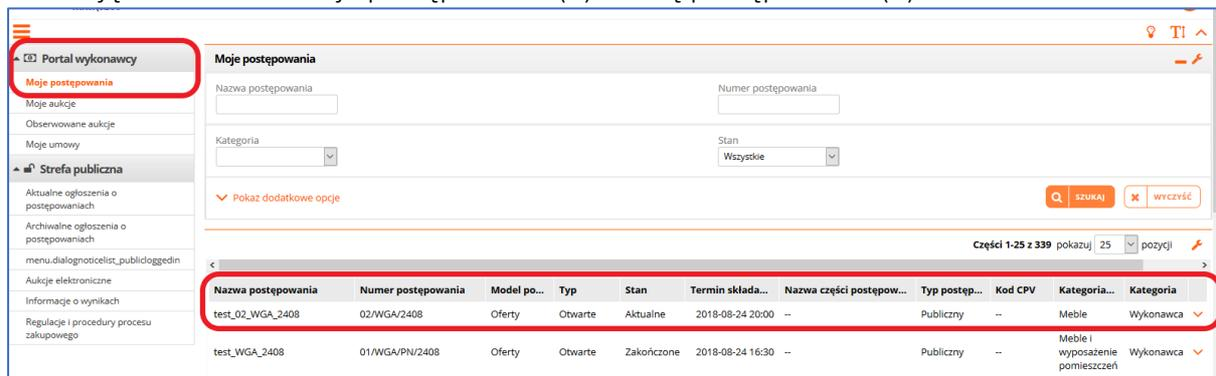 Portal wykonawcy
Moje postępowania
Moje aukcje
Obserwowane aukcje
Moje umowy
Strefa publiczna
Aktualne ogłoszenia o
postępowaniach
Archiwalne ogłoszenia o
postępowaniach
menu.dialognoticelist_publicloggedin
Aukcje elektroniczne
Informacje o wynikach
Regulacje i procedury procesu
zakupowego
Moje postępowania
Nazwa postępowania Numer postępowania
Kategoria Stan
Wszystkie
Pokaz dodatkowe opcje SZUKAJ WYCZYŚĆ
Części 1-25 z 339 pokazuj 25 pozycji
Nazwa postępowania Numer postępowania Model po... Typ Stan Termin składa... Nazwa części postępow... Typ postęp... Kod CPV Kategoria... Kategoria
test_02_WGA_2408 02/WGA/2408 Oferty Otwarte Aktualne 2018-08-24 20:00 -- Publiczny -- Meble Wykonawca
test_WGA_2408 01/WGA/PN/2408 Oferty Otwarte Zakończone 2018-08-24 16:30 -- Publiczny -- Meble i wyposażenie pomieszczeń Wykonawca